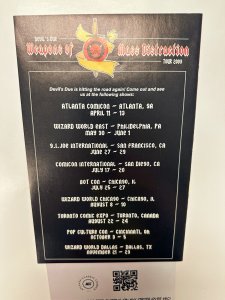 DEVIL'S DUE
Weapons of Mass Distraction
TOUR 2003
Devil's Due is hitting the road again! Come out and see
us at the following shows:
ATLANTA COMICON – ATLANTA, GA
APRIL 11 – 13
WIZARD WORLD EAST – PHILIDELPHIA, PA
MAY 30 – JUNE 1
G.I.JOE INTERNATIONAL – SAN FRANCISCO, CA
JUNE 27 – 29
COMICON INTERNATIONAL – SAN DIEGO, CA
JULY 17 – 20
BOT CON – CHICAGO, IL
JULY 25 – 27
WIZARD WORLD CHICAGO – CHICAGO, IL
AUGUST 8 – 10
TORONTO COMIC EXPO – TORONTO, CANADA
AUGUST 22 – 24
POP CULTURE CON – CINCINNATI, OH
OCTOBER 3 – 5
WIZARD WORLD DALLAS – DALLAS, TX
NOVEMBER 21 – 23